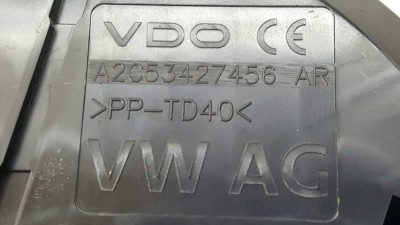 VDO CE
A2C53427456 AR
>PP-TD40<
VW AG